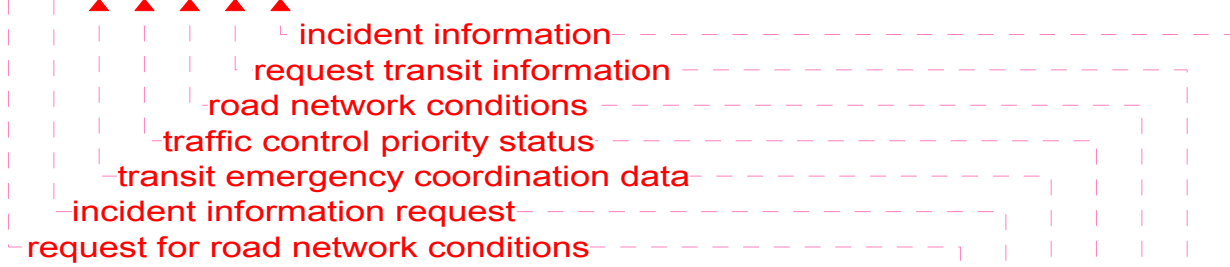 incident information
request transit information
road network conditions
traffic control priority status
transit emergency coordination data
incident information request
request for road network conditions